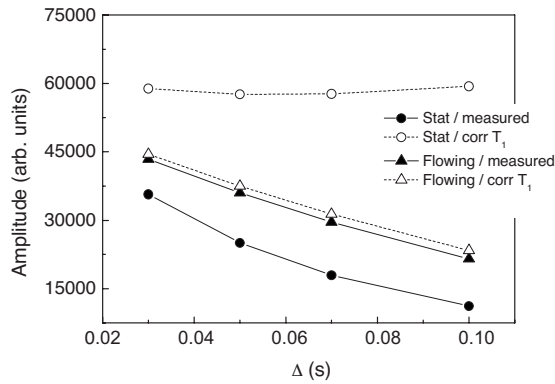 75000
60000
45000
30000
15000
Amplitude (arb. units)
Stat / measured
Stat / corr T₁
Flowing / measured
Flowing / corr T₁
0.02 0.04 0.06 0.08 0.10
Δ (s)